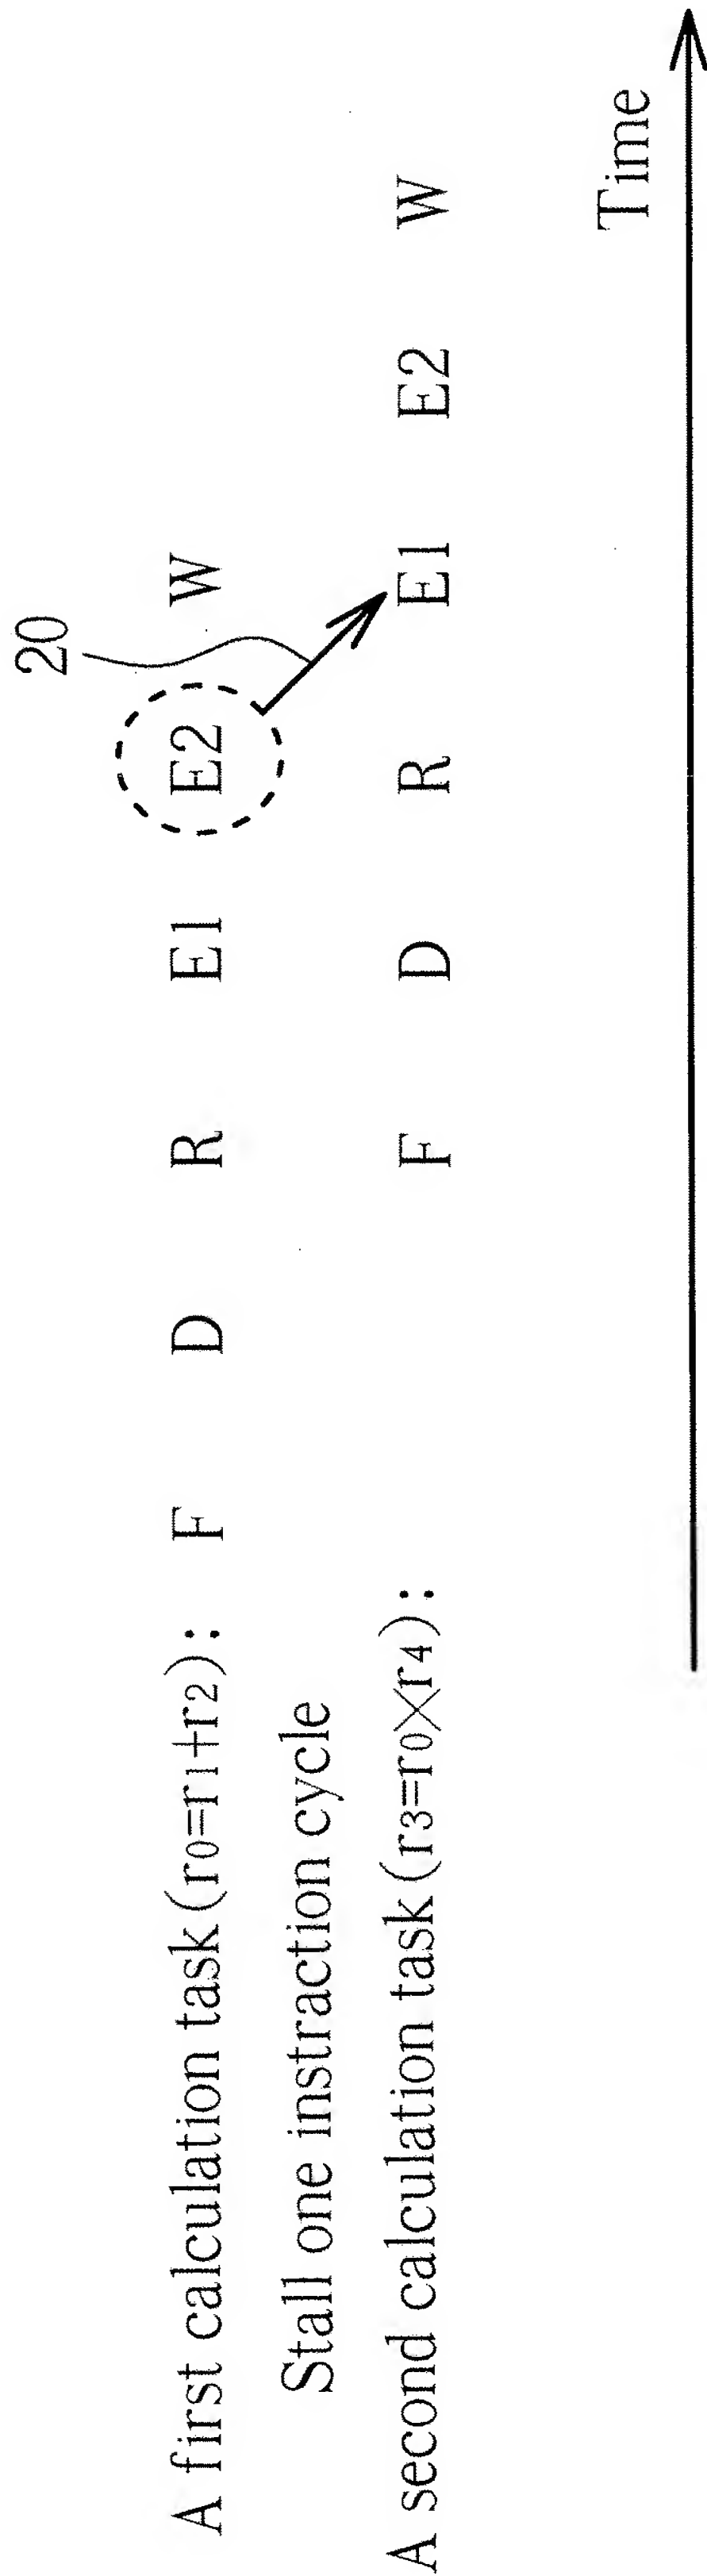 20
A first calculation task(r0=r1+r2): F D R E1 E2 W
Stall one instraction cycle
A second calculation task(r3=r0×r4): F D R E1 E2 W
Time